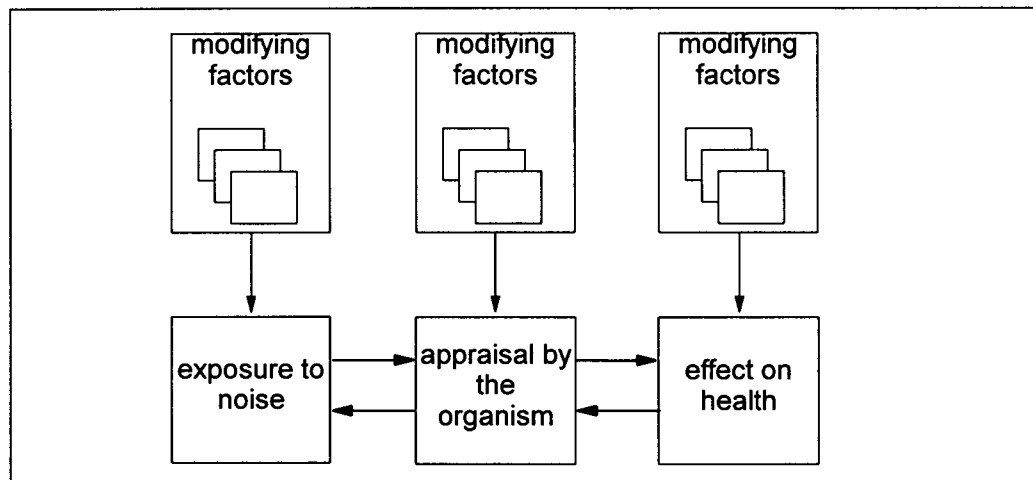 modifying
factors
modifying
factors
modifying
factors
exposure to
noise
appraisal by
the
organism
effect on
health